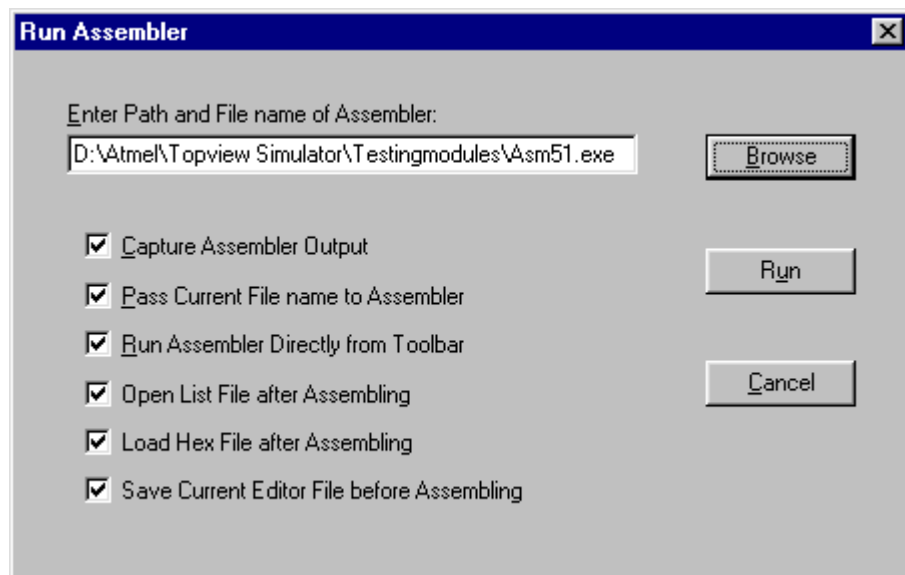 Run Assembler
Enter Path and File name of Assembler:
D:\Atmel\Topview Simulator\Testingmodules\Asm51.exe
Browse
Capture Assembler Output
Run
Pass Current File name to Assembler
Run Assembler Directly from Toolbar
Cancel
Open List File after Assembling
Load Hex File after Assembling
Save Current Editor File before Assembling